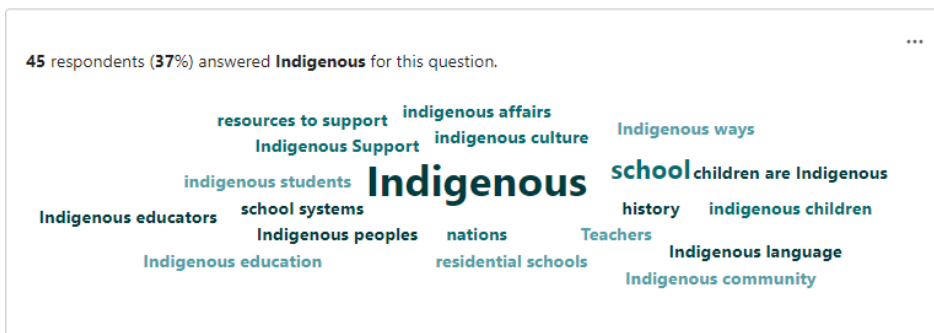 ...
45 respondents (37%) answered Indigenous for this question.
indigenous affairs
resources to support
Indigenous ways
indigenous culture
Indigenous Support
school
children are Indigenous
Indigenous
indigenous students
school systems
history
indigenous children
Indigenous educators
Indigenous peoples
nations
Teachers
Indigenous language
Indigenous education
residential schools
Indigenous community